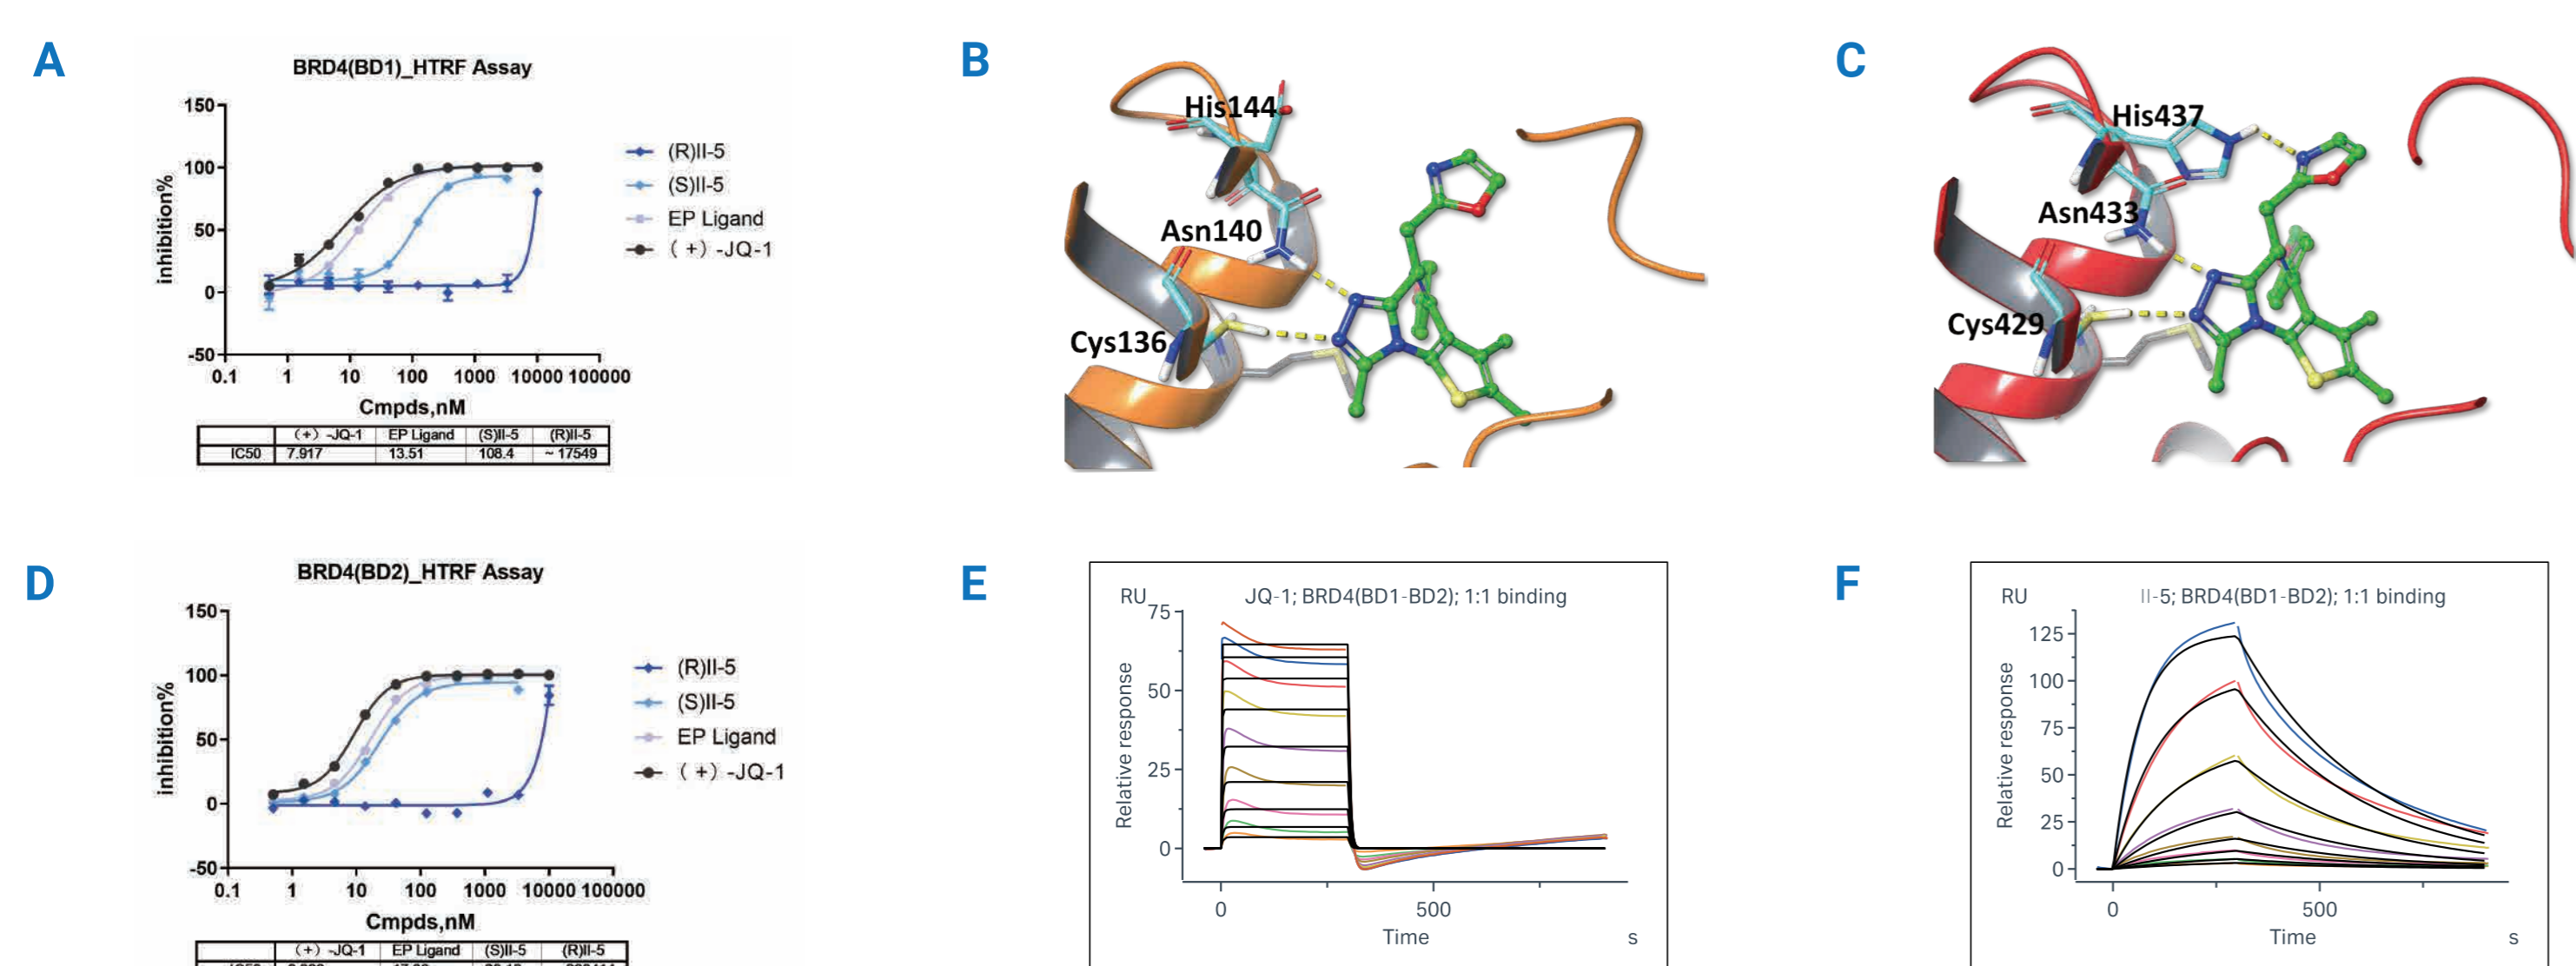 A
BRD4(BD1)_HTRF Assay
inhibition%
150
100
50
0
-50
0.1 1 10 100 1000 10000 100000
Cmpds,nM
(R)II-5
(S)II-5
EP Ligand
(+)-JQ-1
(+)-JQ-1 EP Ligand (S)II-5 (R)II-5
IC50 7.917 13.51 108.4 ~ 17549
B
His144
Asn140
Cys136
C
His437
Asn433
Cys429
D
BRD4(BD2)_HTRF Assay
inhibition%
150
100
50
0
-50
0.1 1 10 100 1000 10000 100000
Cmpds,nM
(R)II-5
(S)II-5
EP Ligand
(+)-JQ-1
(+)-JQ-1 EP Ligand (S)II-5 (R)II-5
E
RU JQ-1; BRD4(BD1-BD2); 1:1 binding
Relative response
75
50
25
0
0 500
Time s
F
RU II-5; BRD4(BD1-BD2); 1:1 binding
Relative response
125
100
75
50
25
0
0 500
Time s